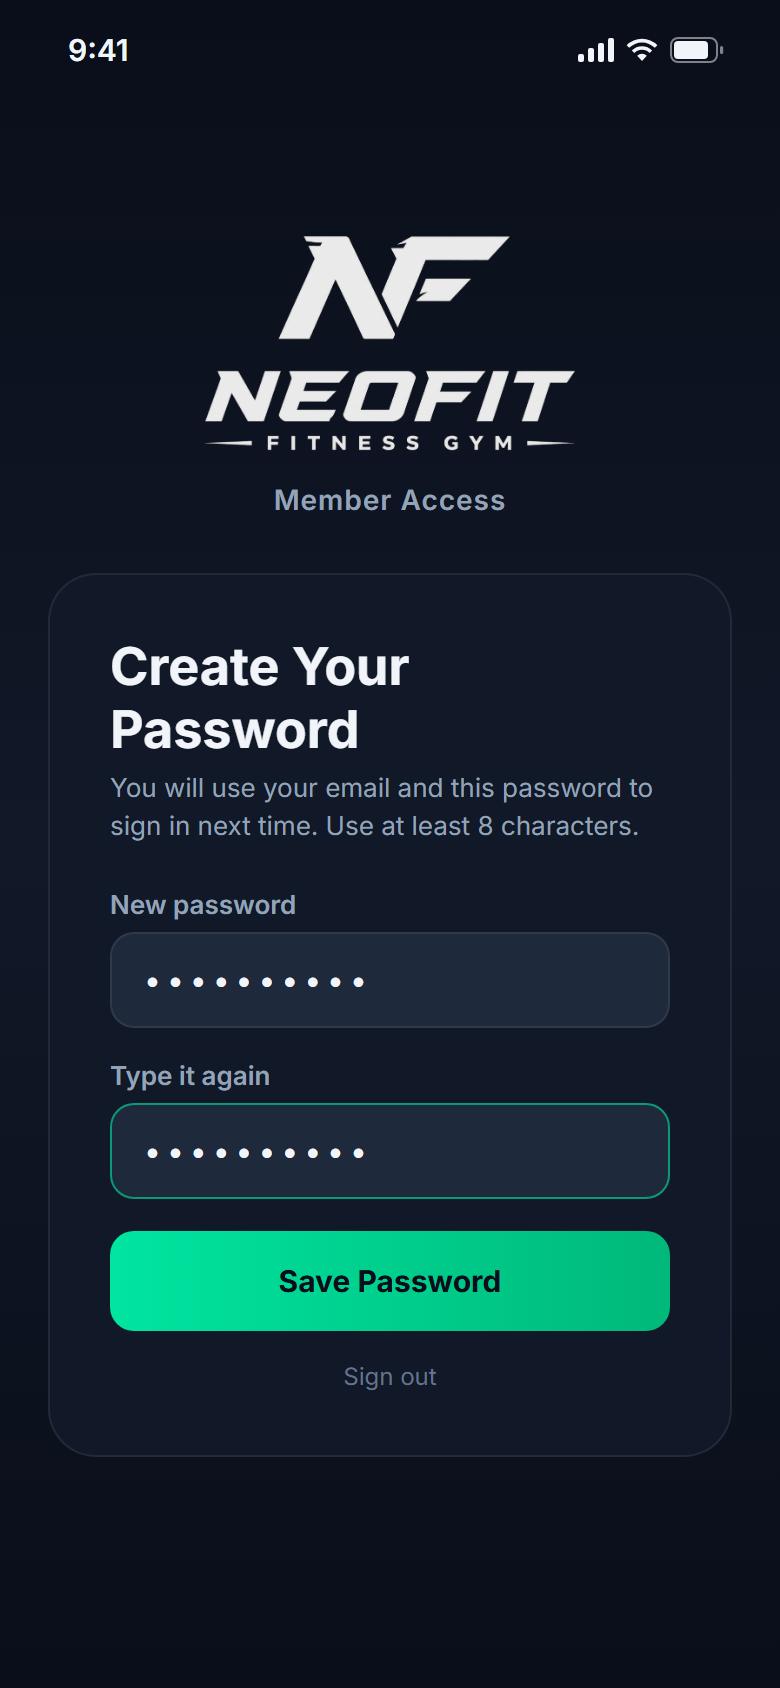 9:41
NF
NEOFIT
FITNESS GYM
Member Access
Create Your
Password
You will use your email and this password to
sign in next time. Use at least 8 characters.
New password
••••••••••
Type it again
••••••••••
Save Password
Sign out